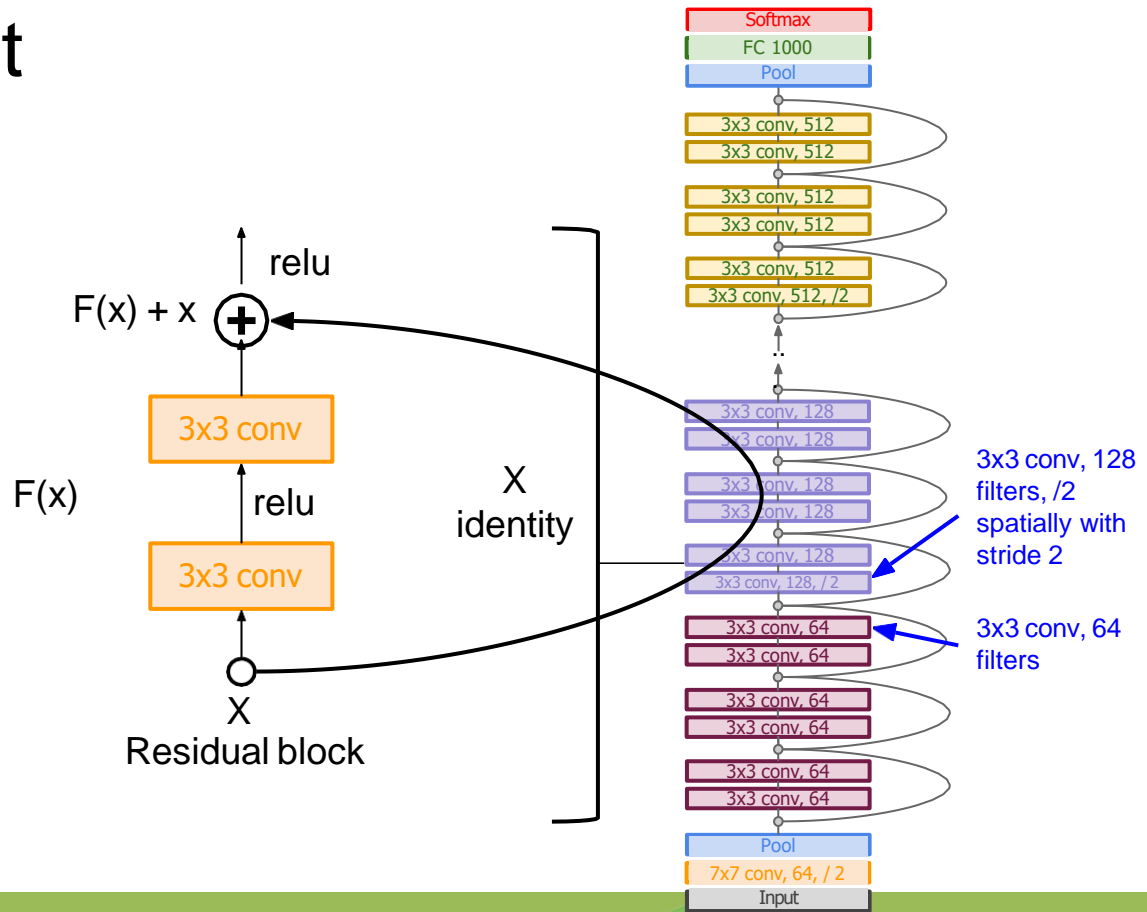 t
relu
F(x) + x
3x3 conv
F(x)
relu
3x3 conv
X
Residual block
X
identity
Softmax
FC 1000
Pool
3x3 conv, 512
3x3 conv, 512
3x3 conv, 512
3x3 conv, 512
3x3 conv, 512
3x3 conv, 512, /2
..
.
3x3 conv, 128
3x3 conv, 128
3x3 conv, 128
3x3 conv, 128
3x3 conv, 128
3x3 conv, 128, / 2
3x3 conv, 64
3x3 conv, 64
3x3 conv, 64
3x3 conv, 64
3x3 conv, 64
3x3 conv, 64
Pool
7x7 conv, 64, / 2
Input
3x3 conv, 128
filters, /2
spatially with
stride 2
3x3 conv, 64
filters